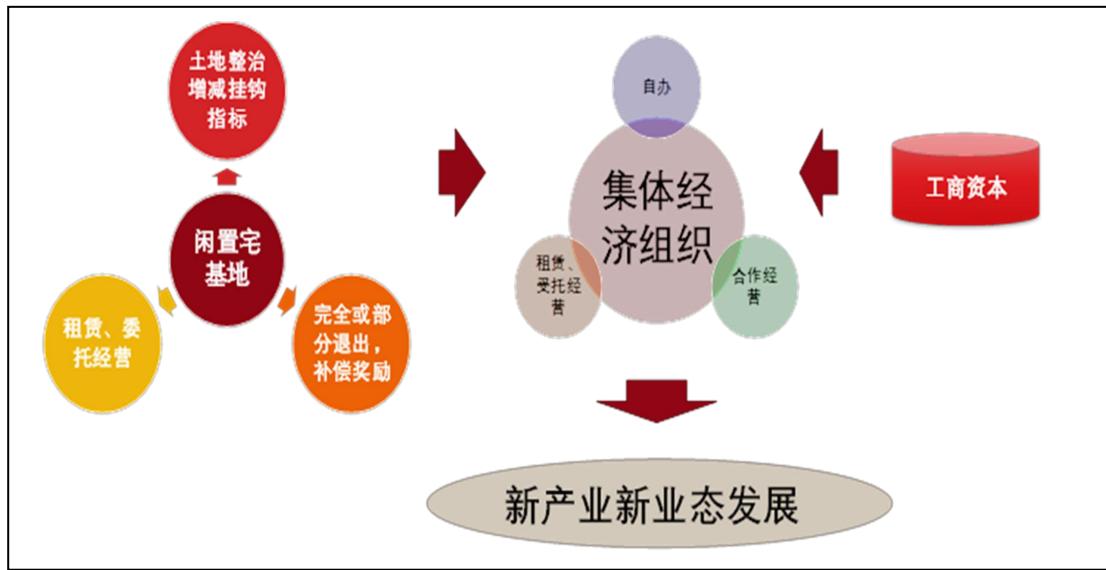 土地整治
增减挂钩
指标
闲置宅
基地
租赁、委
托经营
完全或部
分退出，
补偿奖励
自办
集体经
济组织
租赁、
受托经
营
合作经
营
工商资本
新产业新业态发展